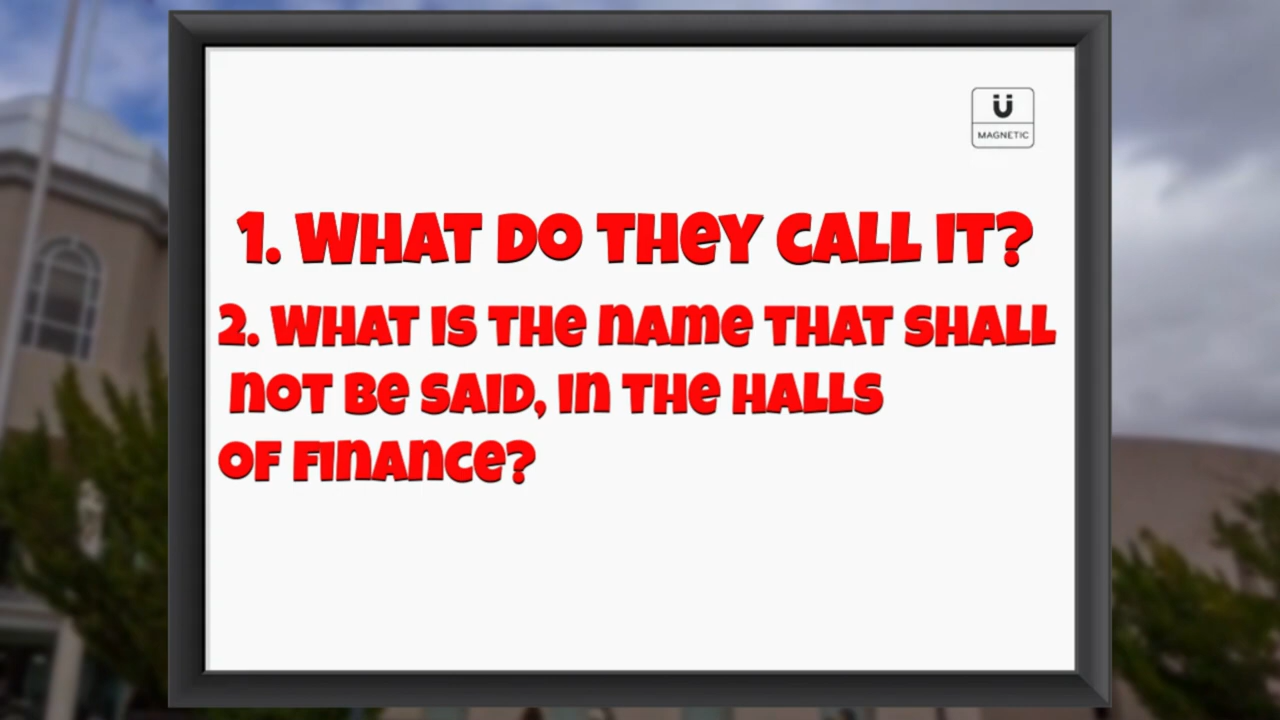 Ü
MAGNETIC
1. WHAT DO THEY CALL IT?
2. WHAT IS THE NAME THAT SHALL
NOT BE SAID, IN THE HALLS
OF FINANCE?